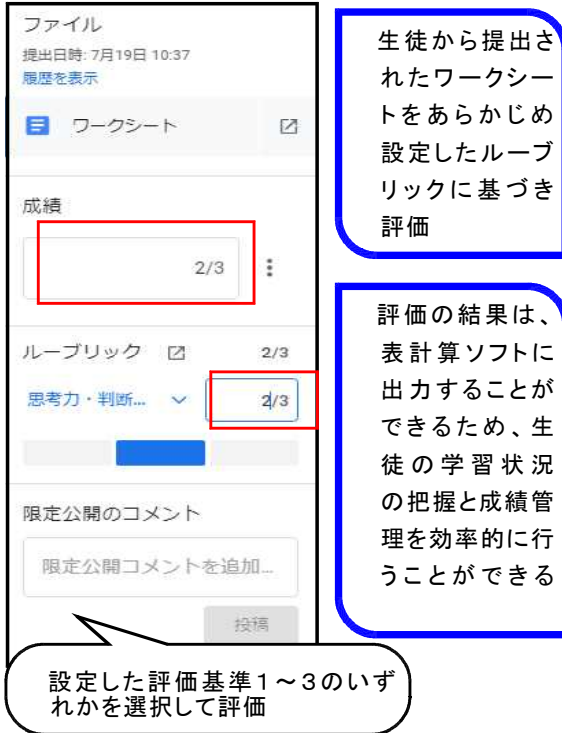 ファイル
提出日時: 7月19日 10:37
履歴を表示
ワークシート
成績
2/3
ルーブリック 2/3
思考力・判断... 2/3
限定公開のコメント
限定公開コメントを追加...
投稿
設定した評価基準１～３のいず
れかを選択して評価
生徒から提出さ
れたワークシー
トをあらかじめ
設定したルーブ
リックに基づき
評価
評価の結果は、
表計算ソフトに
出力することが
できるため、生
徒の学習状況
の把握と成績管
理を効率的に行
うことができる